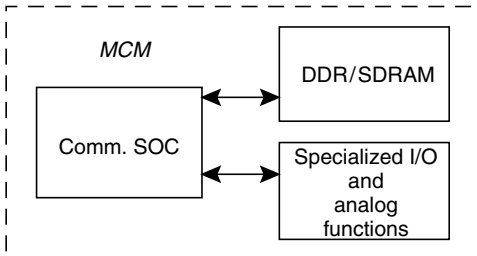 MCM
DDR/SDRAM
Comm. SOC
Specialized I/O
and
analog
functions